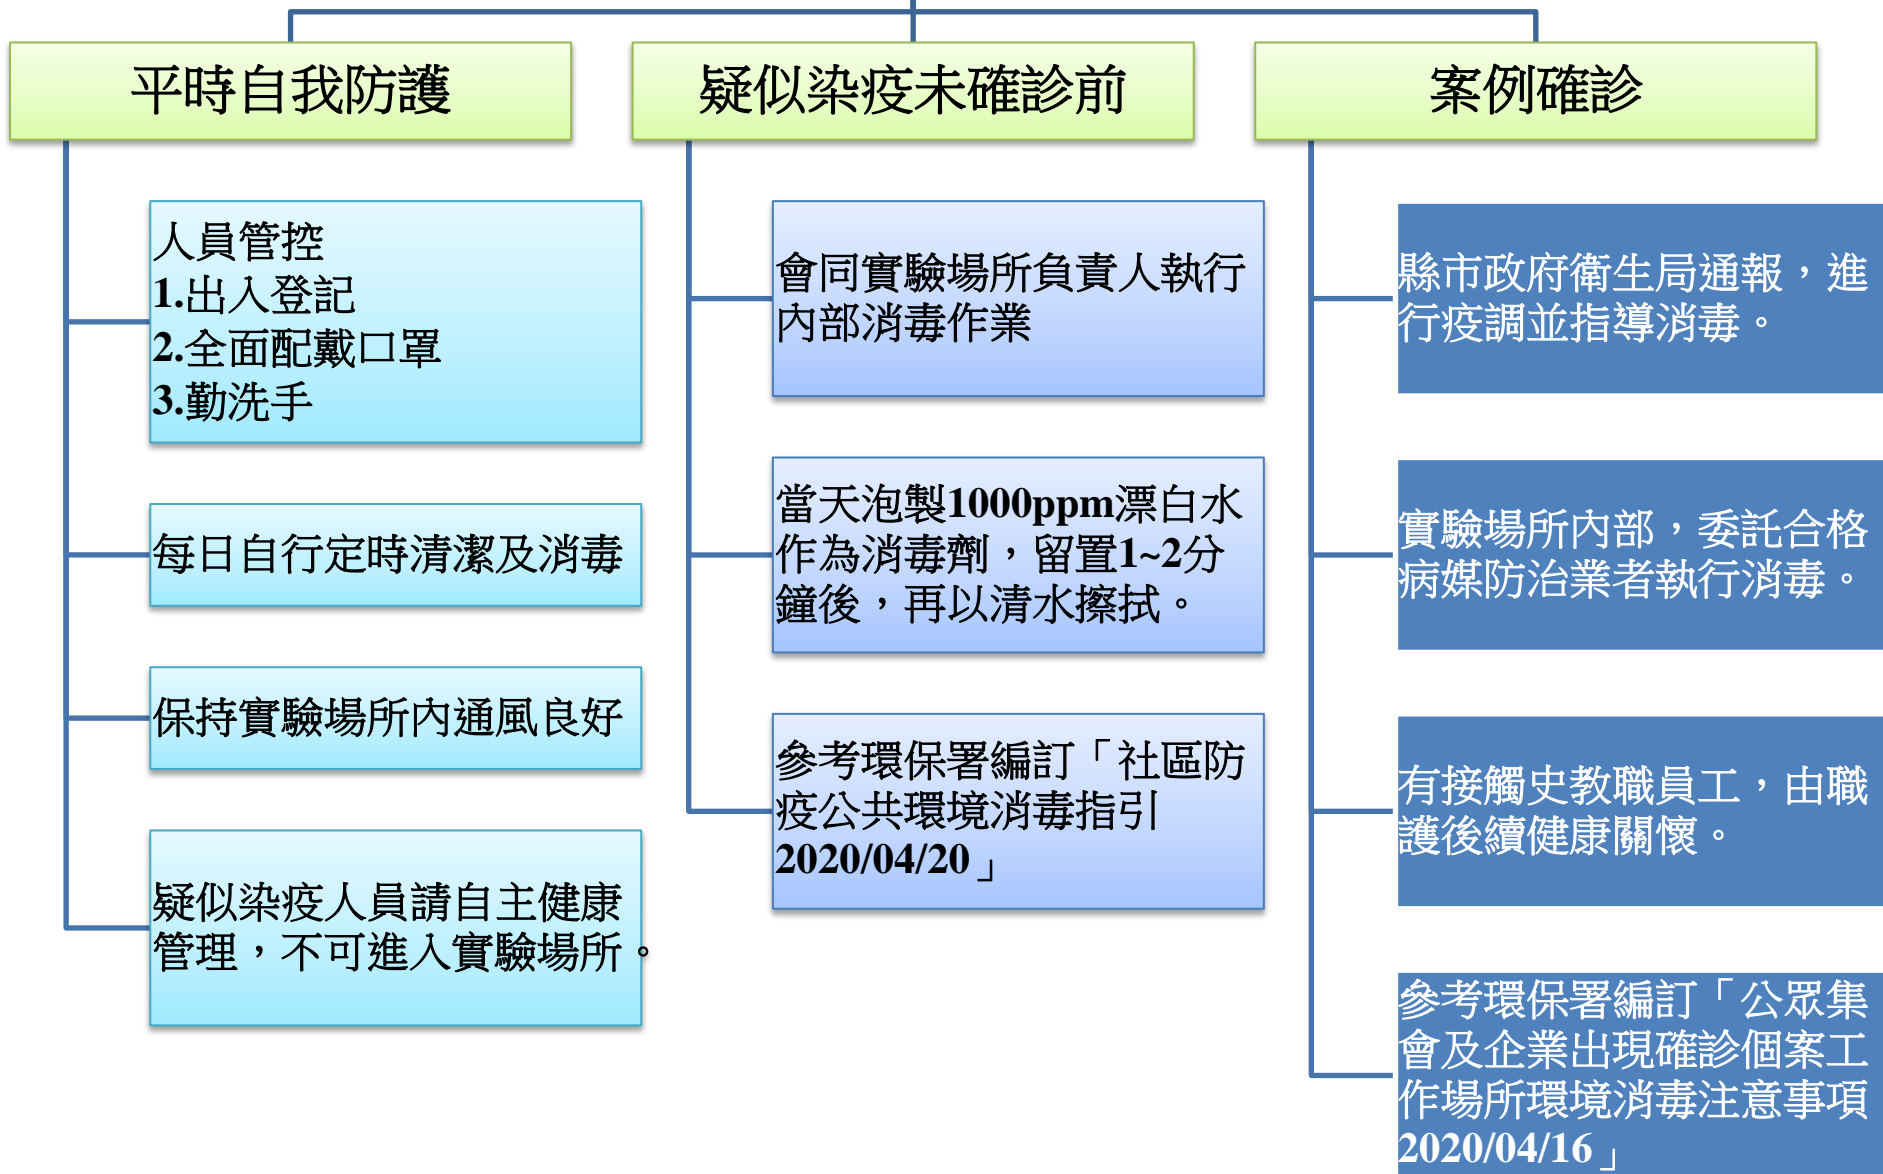 平時自我防護
人員管控
1.出入登記
2.全面配戴口罩
3.勤洗手
每日自行定時清潔及消毒
保持實驗場所內通風良好
疑似染疫人員請自主健康
管理，不可進入實驗場所。
疑似染疫未確診前
會同實驗場所負責人執行
內部消毒作業
當天泡製1000ppm漂白水
作為消毒劑，留置1~2分
鐘後，再以清水擦拭。
參考環保署編訂「社區防
疫公共環境消毒指引
2020/04/20」
案例確診
縣市政府衛生局通報，進
行疫調並指導消毒。
實驗場所內部，委託合格
病媒防治業者執行消毒。
有接觸史教職員工，由職
護後續健康關懷。
參考環保署編訂「公眾集
會及企業出現確診個案工
作場所環境消毒注意事項
2020/04/16」